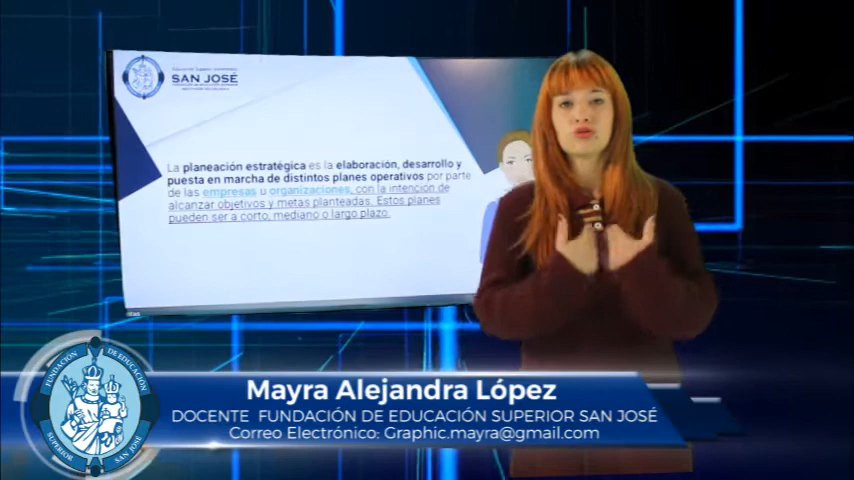 SAN JOSÉ
La planeación estratégica es la elaboración, desarrollo y
puesta en marcha de distintos planes operativos por parte
de las empresas u organizaciones, con la intención de
alcanzar objetivos y metas planteadas. Estos planes
pueden ser a corto, mediano o largo plazo.
FUNDACIÓN DE EDUCACIÓN
SUPERIOR SAN JOSÉ
Mayra Alejandra López
DOCENTE FUNDACIÓN DE EDUCACIÓN SUPERIOR SAN JOSÉ
Correo Electrónico: Graphic.mayra@gmail.com